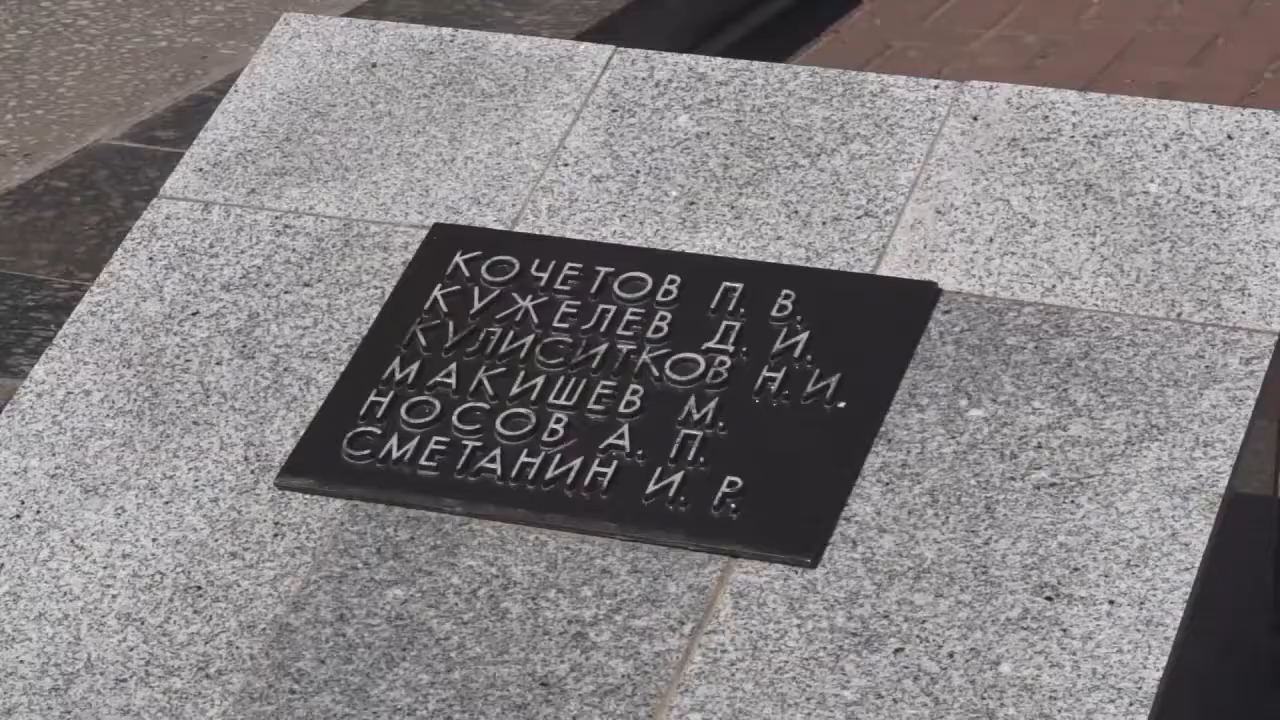 КОЧЕТОВ П. В.
КУЖЕЛЕВ Д. И.
КУЛИСИТКОВ Н. И.
МАКИШЕВ М.
НОСОВ А. П.
СМЕТАНИН И. Р.